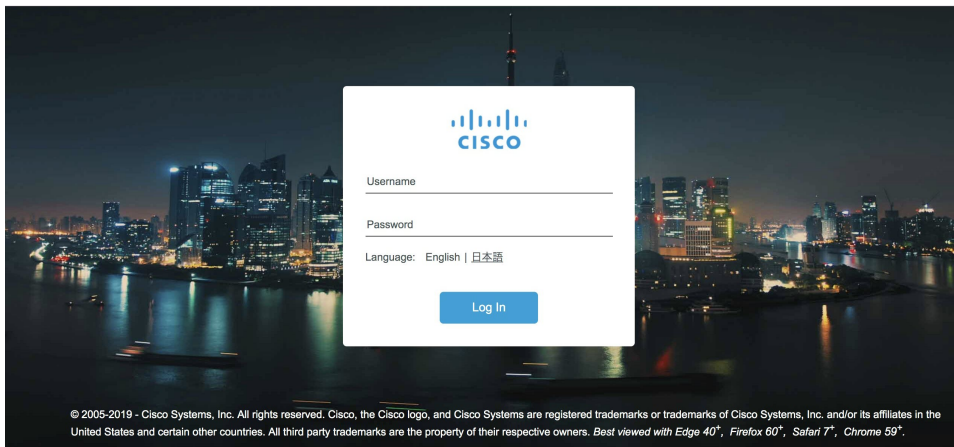 CISCO
Username
Password
Language: English | 日本語
Log In
© 2005-2019 - Cisco Systems, Inc. All rights reserved. Cisco, the Cisco logo, and Cisco Systems are registered trademarks or trademarks of Cisco Systems, Inc. and/or its affiliates in the
United States and certain other countries. All third party trademarks are the property of their respective owners. Best viewed with Edge 40+, Firefox 60+, Safari 7+, Chrome 59+.